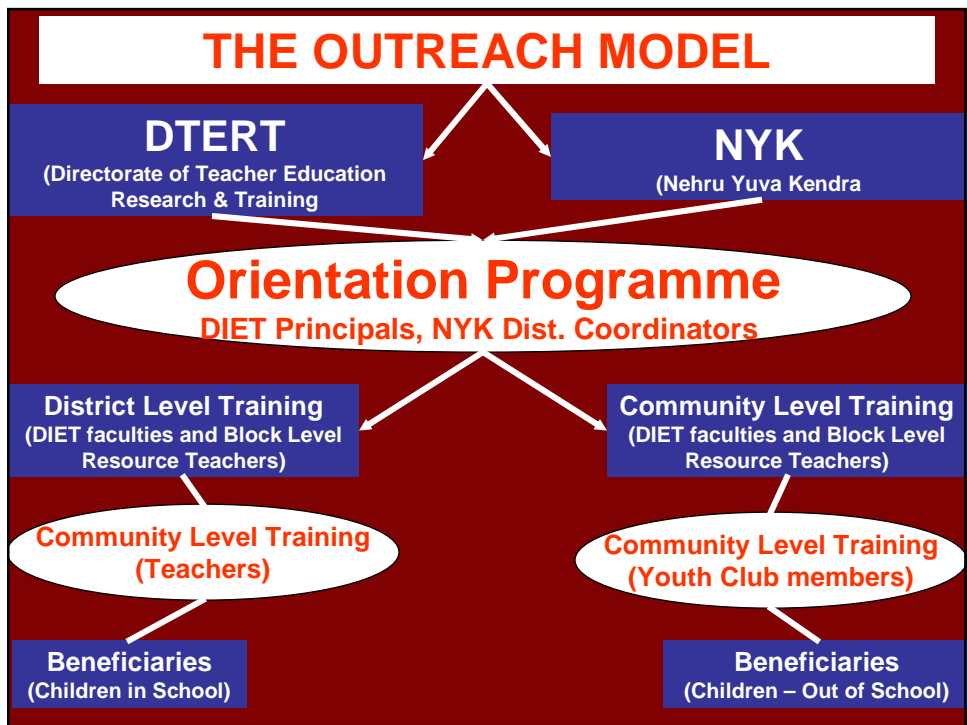 THE OUTREACH MODEL
DTERT
(Directorate of Teacher Education
Research & Training
NYK
(Nehru Yuva Kendra
Orientation Programme
DIET Principals, NYK Dist. Coordinators
District Level Training
(DIET faculties and Block Level
Resource Teachers)
Community Level Training
(DIET faculties and Block Level
Resource Teachers)
Community Level Training
(Teachers)
Community Level Training
(Youth Club members)
Beneficiaries
(Children in School)
Beneficiaries
(Children – Out of School)